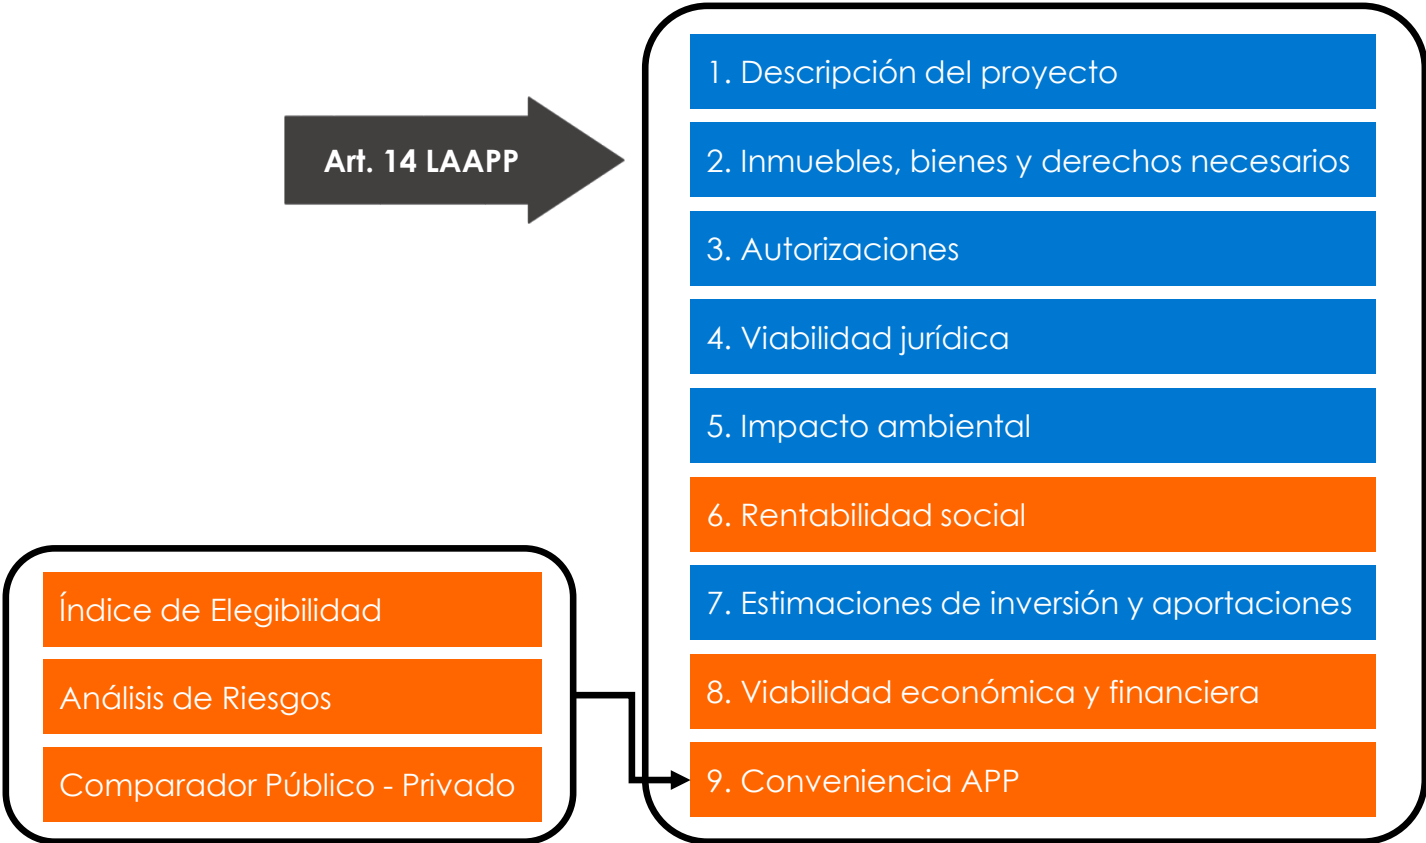 Art. 14 LAAPP
1. Descripción del proyecto
2. Inmuebles, bienes y derechos necesarios
3. Autorizaciones
4. Viabilidad jurídica
5. Impacto ambiental
6. Rentabilidad social
7. Estimaciones de inversión y aportaciones
8. Viabilidad económica y financiera
9. Conveniencia APP
Índice de Elegibilidad
Análisis de Riesgos
Comparador Público - Privado